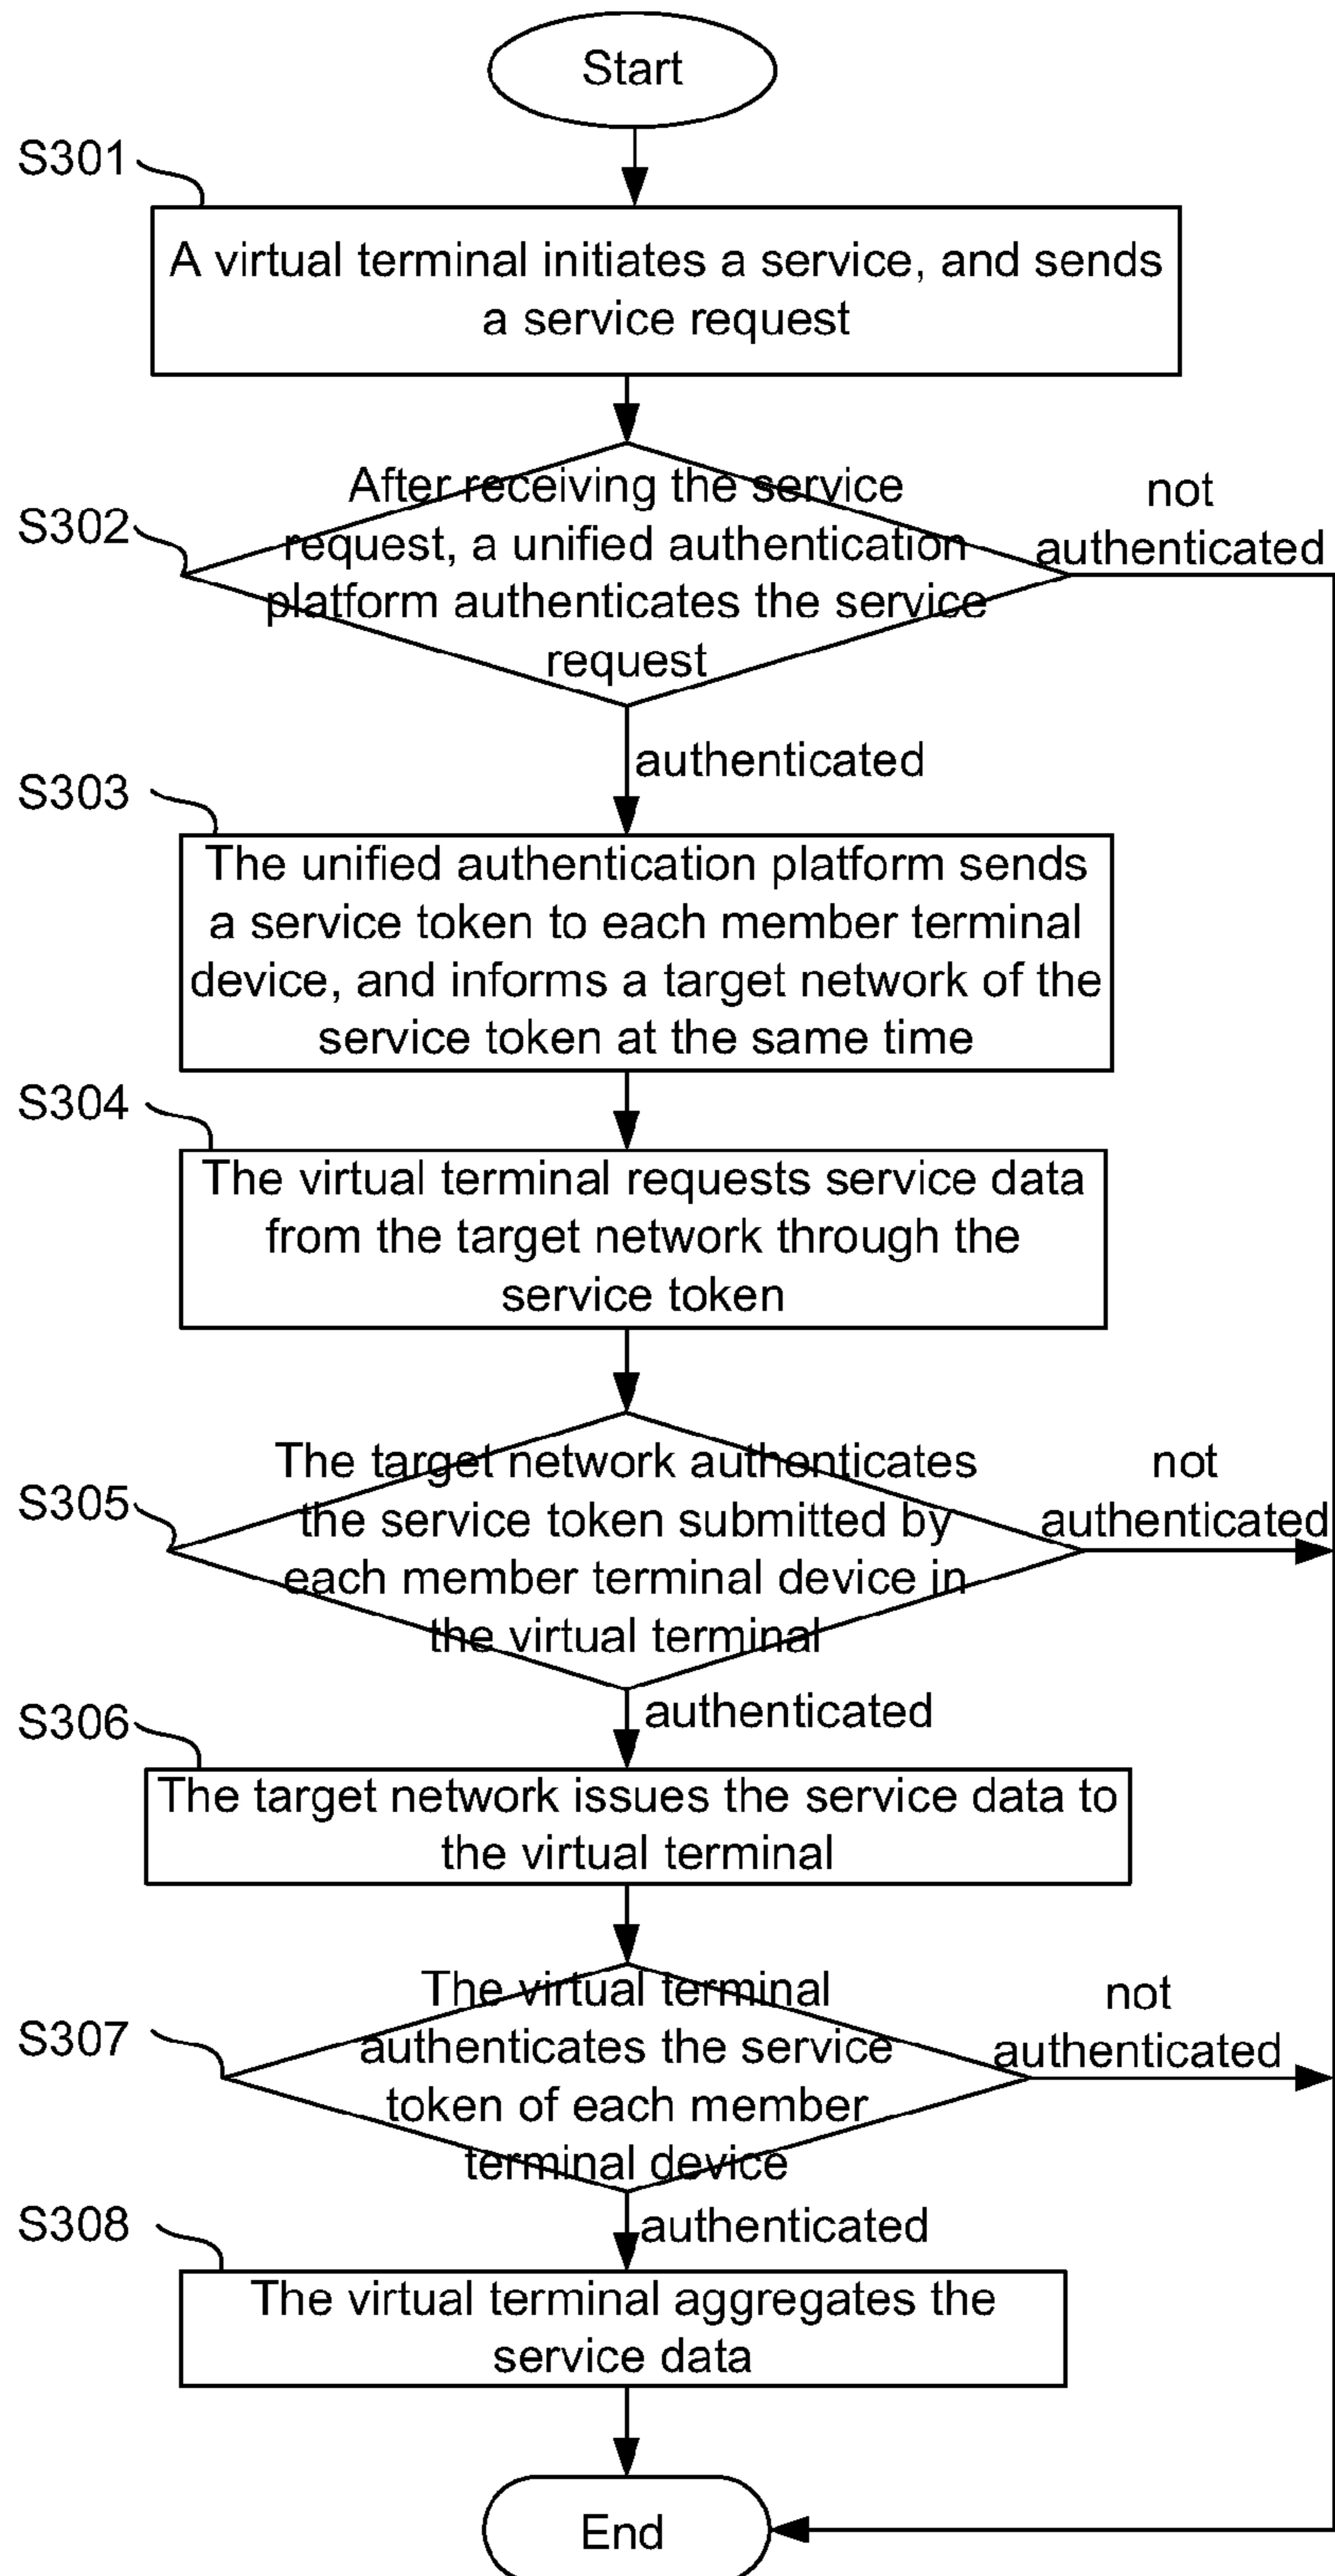 Start
S301
A virtual terminal initiates a service, and sends
a service request
S302
After receiving the service
request, a unified authentication
platform authenticates the service
request
not
authenticated
authenticated
S303
The unified authentication platform sends
a service token to each member terminal
device, and informs a target network of the
service token at the same time
S304
The virtual terminal requests service data
from the target network through the
service token
S305
The target network authenticates
the service token submitted by
each member terminal device in
the virtual terminal
not
authenticated
authenticated
S306
The target network issues the service data to
the virtual terminal
S307
The virtual terminal
authenticates the service
token of each member
terminal device
not
authenticated
authenticated
S308
The virtual terminal aggregates the
service data
End